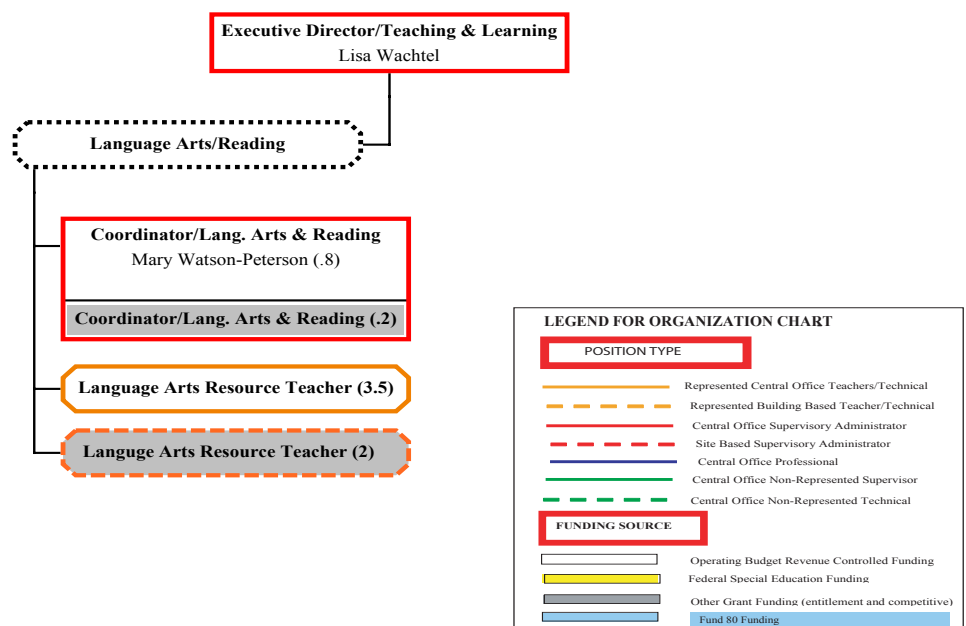 Executive Director/Teaching & Learning
Lisa Wachtel
Language Arts/Reading
Coordinator/Lang. Arts & Reading
Mary Watson-Peterson (.8)
Coordinator/Lang. Arts & Reading (.2)
Language Arts Resource Teacher (3.5)
Languge Arts Resource Teacher (2)
LEGEND FOR ORGANIZATION CHART
POSITION TYPE
Represented Central Office Teachers/Technical
Represented Building Based Teacher/Technical
Central Office Supervisory Administrator
Site Based Supervisory Administrator
Central Office Professional
Central Office Non-Represented Supervisor
Central Office Non-Represented Technical
FUNDING SOURCE
Operating Budget Revenue Controlled Funding
Federal Special Education Funding
Other Grant Funding (entitlement and competitive)
Fund 80 Funding